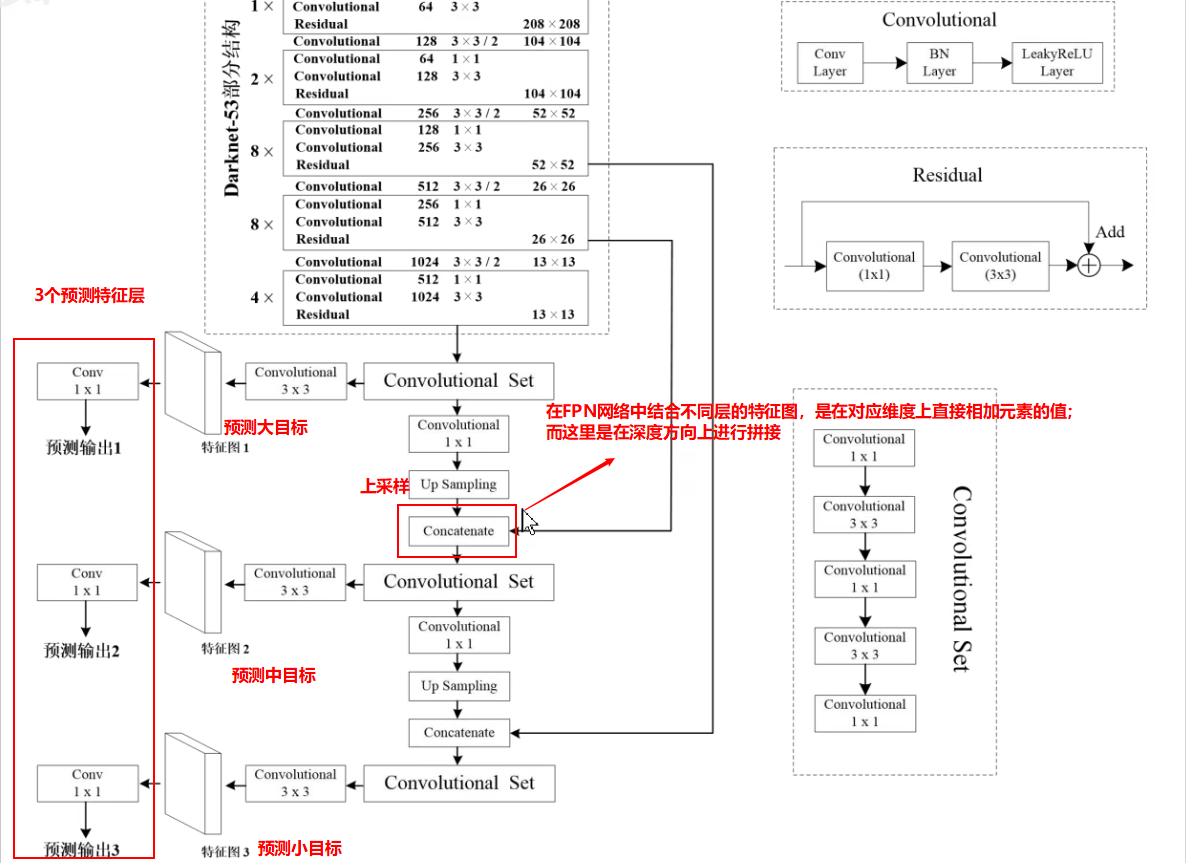 1× Convolutional 64 3×3
Residual 208×208
Convolutional 128 3×3/2 104×104
Convolutional 64 1×1
2× Convolutional 128 3×3
Residual 104×104
Convolutional 256 3×3/2 52×52
Convolutional 128 1×1
8× Convolutional 256 3×3
Residual 52×52
Convolutional 512 3×3/2 26×26
Convolutional 256 1×1
8× Convolutional 512 3×3
Residual 26×26
Convolutional 1024 3×3/2 13×13
Convolutional 512 1×1
4× Convolutional 1024 3×3
Residual 13×13
Darknet-53部分结构
Convolutional
Conv
Layer
BN
Layer
LeakyReLU
Layer
Residual
Add
Convolutional
(1x1)
Convolutional
(3x3)
3个预测特征层
Conv
1 x 1
预测输出1
特征图 1
预测大目标
Convolutional
3 x 3
Convolutional Set
Convolutional
1 x 1
上采样
Up Sampling
Concatenate
在FPN网络中结合不同层的特征图，是在对应维度上直接相加元素的值；
而这里是在深度方向上进行拼接
Conv
1 x 1
预测输出2
特征图 2
预测中目标
Convolutional
3 x 3
Convolutional Set
Convolutional
1 x 1
Up Sampling
Concatenate
Conv
1 x 1
预测输出3
特征图 3
预测小目标
Convolutional
3 x 3
Convolutional Set
Convolutional
1 x 1
Convolutional
3 x 3
Convolutional
1 x 1
Convolutional
3 x 3
Convolutional
1 x 1
Convolutional Set